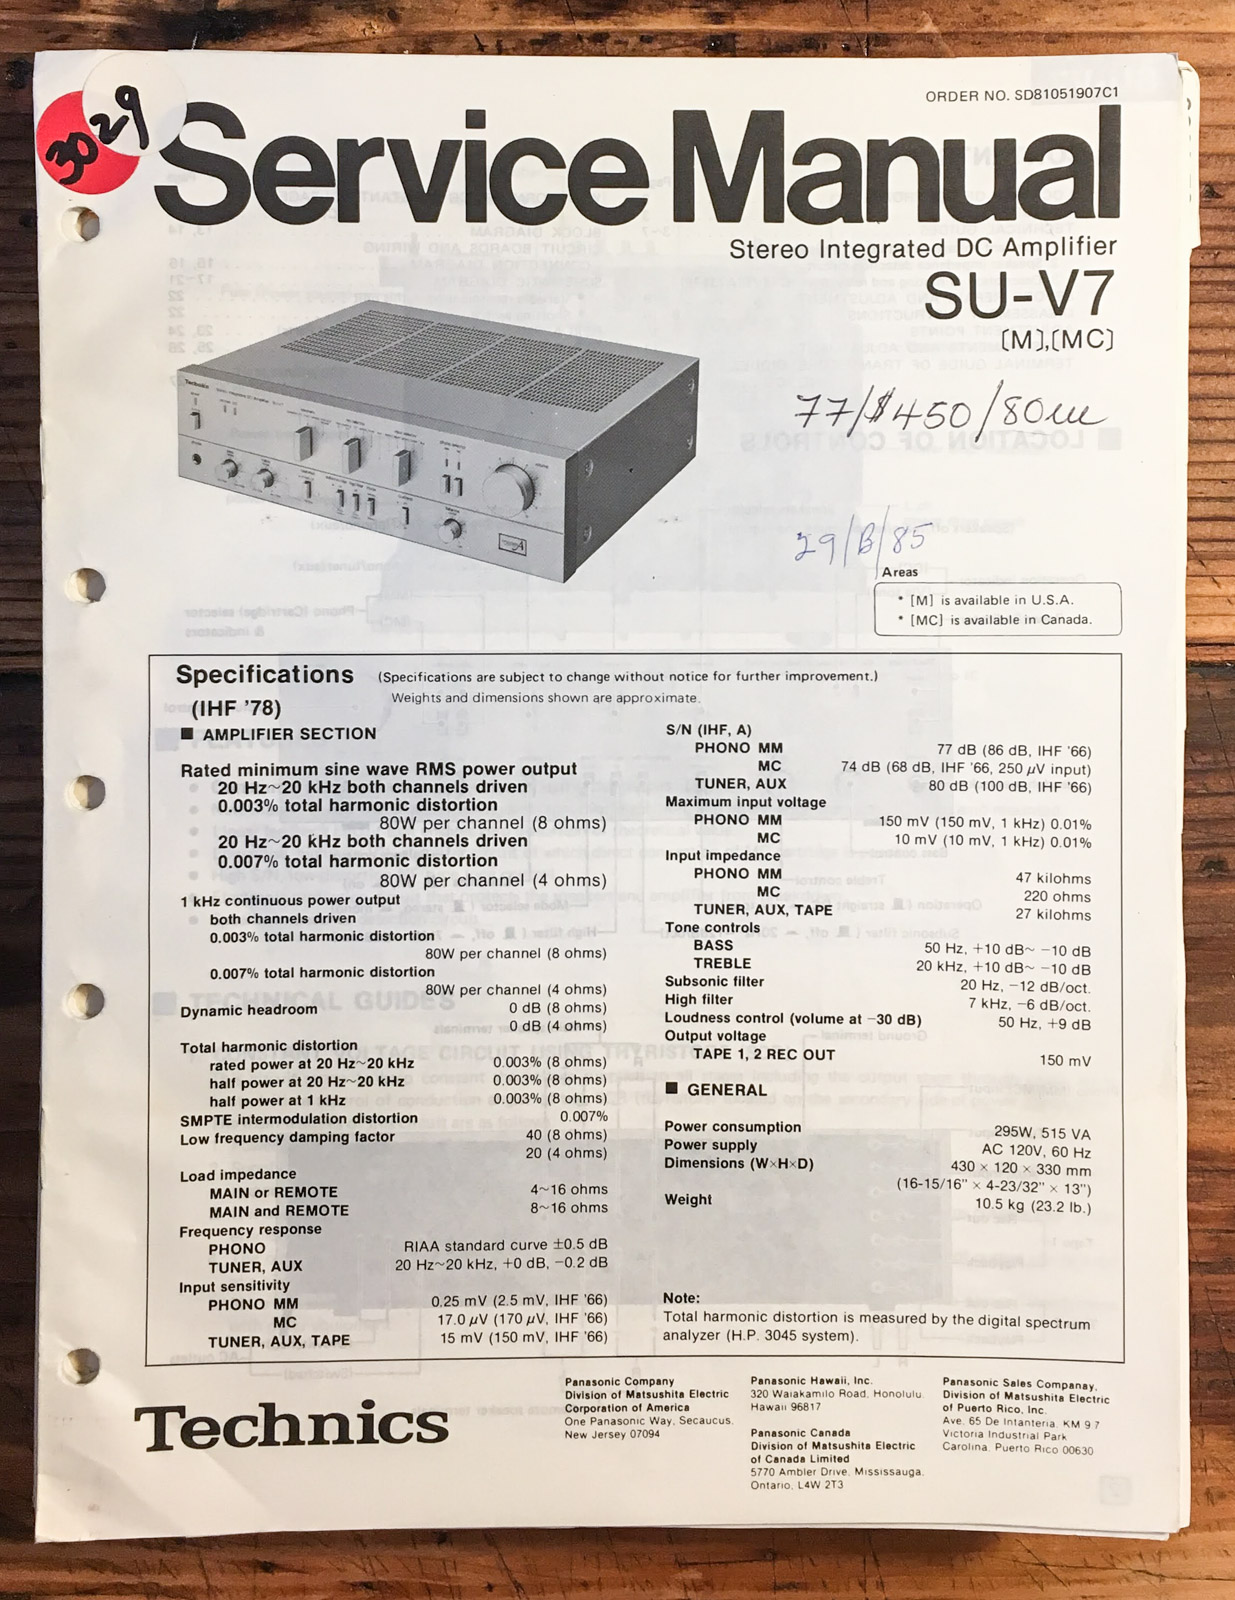 3029
ORDER NO. SD81051907C1
Service Manual
Stereo Integrated DC Amplifier
SU-V7
[M],[MC]
77/$450/80w
29/B/85
Technics
Areas
* [M] is available in U.S.A.
* [MC] is available in Canada.
Specifications (Specifications are subject to change without notice for further improvement.)
Weights and dimensions shown are approximate.
(IHF '78)
■ AMPLIFIER SECTION
Rated minimum sine wave RMS power output
20 Hz~20 kHz both channels driven
0.003% total harmonic distortion
80W per channel (8 ohms)
20 Hz~20 kHz both channels driven
0.007% total harmonic distortion
80W per channel (4 ohms)
1 kHz continuous power output
both channels driven
0.003% total harmonic distortion
80W per channel (8 ohms)
0.007% total harmonic distortion
80W per channel (4 ohms)
Dynamic headroom 0 dB (8 ohms)
0 dB (4 ohms)
Total harmonic distortion
rated power at 20 Hz~20 kHz 0.003% (8 ohms)
half power at 20 Hz~20 kHz 0.003% (8 ohms)
half power at 1 kHz 0.003% (8 ohms)
SMPTE intermodulation distortion 0.007%
Low frequency damping factor 40 (8 ohms)
20 (4 ohms)
Load impedance
MAIN or REMOTE 4~16 ohms
MAIN and REMOTE 8~16 ohms
Frequency response
PHONO RIAA standard curve ±0.5 dB
TUNER, AUX 20 Hz~20 kHz, +0 dB, −0.2 dB
Input sensitivity
PHONO MM 0.25 mV (2.5 mV, IHF '66)
MC 17.0 μV (170 μV, IHF '66)
TUNER, AUX, TAPE 15 mV (150 mV, IHF '66)
S/N (IHF, A)
PHONO MM 77 dB (86 dB, IHF '66)
MC 74 dB (68 dB, IHF '66, 250 μV input)
TUNER, AUX 80 dB (100 dB, IHF '66)
Maximum input voltage
PHONO MM 150 mV (150 mV, 1 kHz) 0.01%
MC 10 mV (10 mV, 1 kHz) 0.01%
Input impedance
PHONO MM 47 kilohms
MC 220 ohms
TUNER, AUX, TAPE 27 kilohms
Tone controls
BASS 50 Hz, +10 dB~ −10 dB
TREBLE 20 kHz, +10 dB~ −10 dB
Subsonic filter 20 Hz, −12 dB/oct.
High filter 7 kHz, −6 dB/oct.
Loudness control (volume at −30 dB) 50 Hz, +9 dB
Output voltage
TAPE 1, 2 REC OUT 150 mV
■ GENERAL
Power consumption 295W, 515 VA
Power supply AC 120V, 60 Hz
Dimensions (W×H×D) 430 × 120 × 330 mm
(16-15/16" × 4-23/32" × 13")
Weight 10.5 kg (23.2 lb.)
Note:
Total harmonic distortion is measured by the digital spectrum
analyzer (H.P. 3045 system).
Technics
Panasonic Company
Division of Matsushita Electric
Corporation of America
One Panasonic Way, Secaucus,
New Jersey 07094
Panasonic Hawaii, Inc.
320 Waiakamilo Road, Honolulu
Hawaii 96817
Panasonic Canada
Division of Matsushita Electric
of Canada Limited
5770 Ambler Drive, Mississauga,
Ontario, L4W 2T3
Panasonic Sales Companay,
Division of Matsushita Electric
of Puerto Rico, Inc.
Ave. 65 De Infanteria, KM 9.7
Victoria Industrial Park
Carolina, Puerto Rico 00630